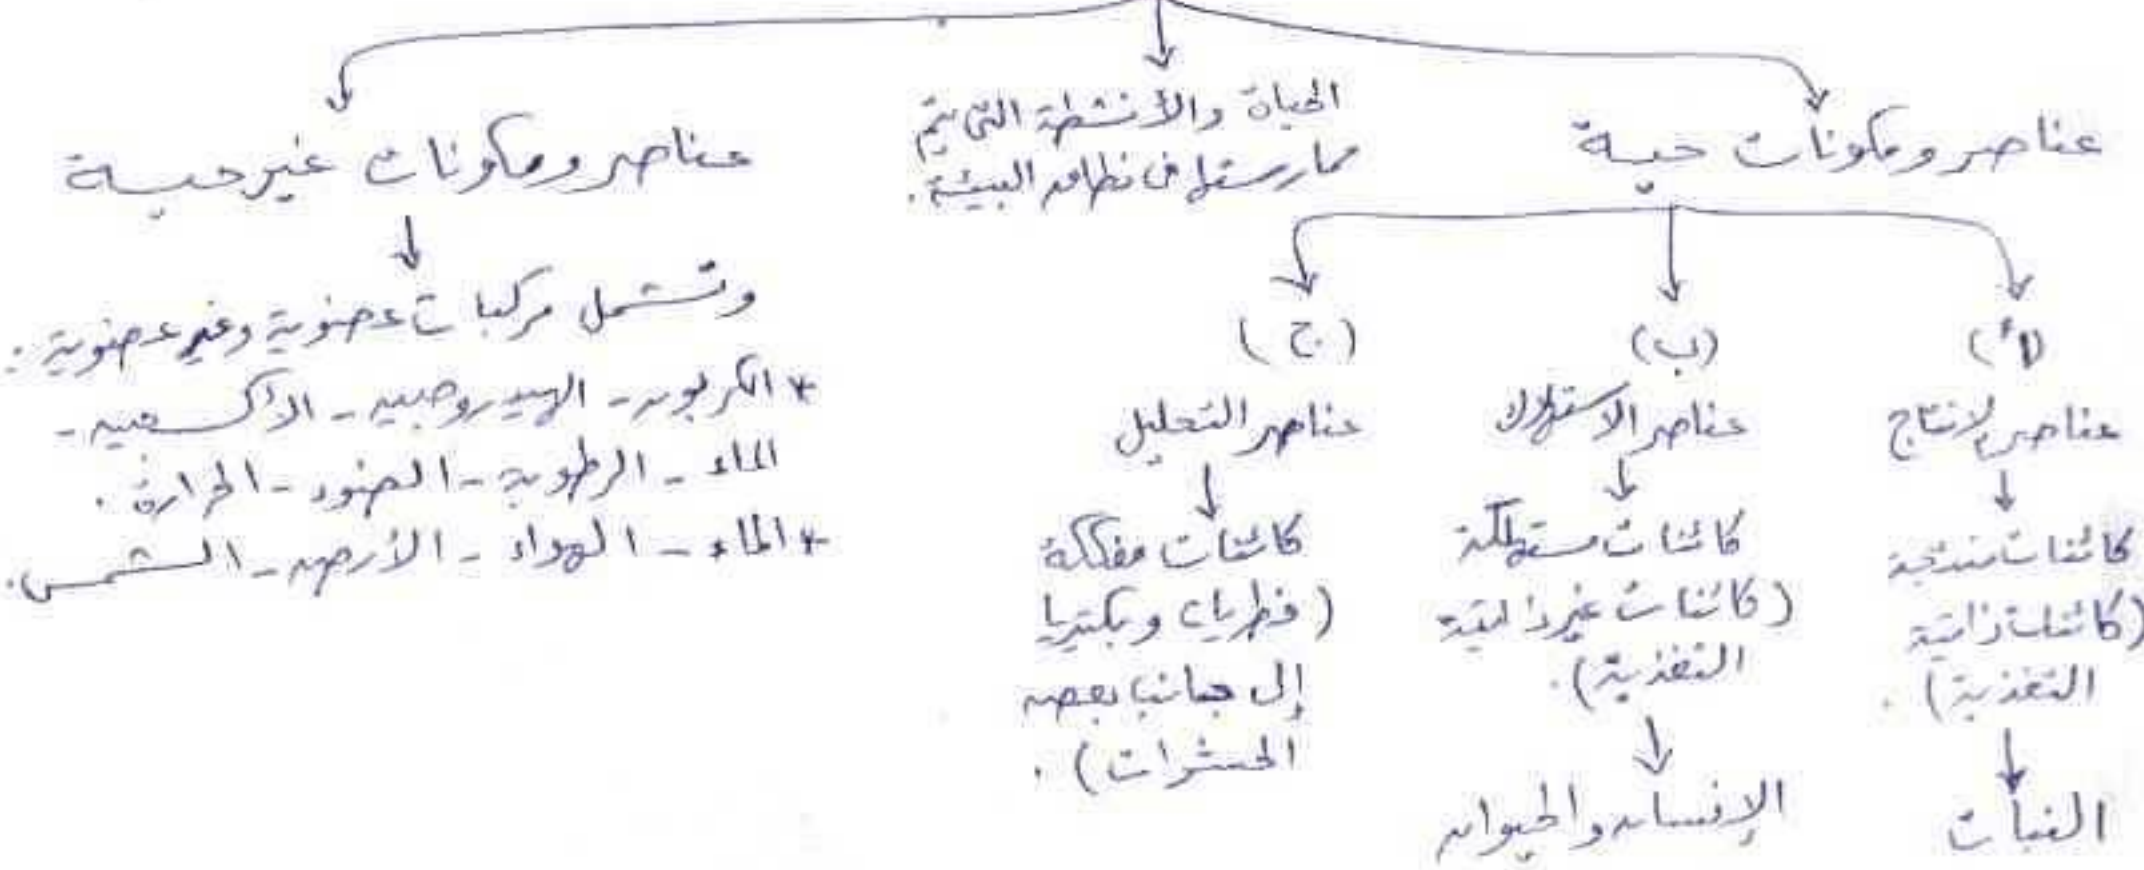 عناصر ومكونات حية
(أ)
عناصر الإنتاج
كائنات منتجة
(كائنات ذاتية
التغذية).
النبات
(ب)
عناصر الاستهلاك
كائنات مستهلكة
(كائنات غير ذاتية
التغذية).
الإنسان والحيوان
(ج)
عناصر التحليل
كائنات مفككة
(فطريات وبكتريا
إلى جانب بعض
الحشرات).
الحياة والأنشطة التي يتم
ممارستها في نظام البيئة.
عناصر ومكونات غير حية
وتشمل مركبات عضوية وغير عضوية:
* الكربون - الهيدروجين - الأكسجين -
الماء - الرطوبة - الضوء - الحرارة.
* الماء - الهواء - الأرض - الشمس.